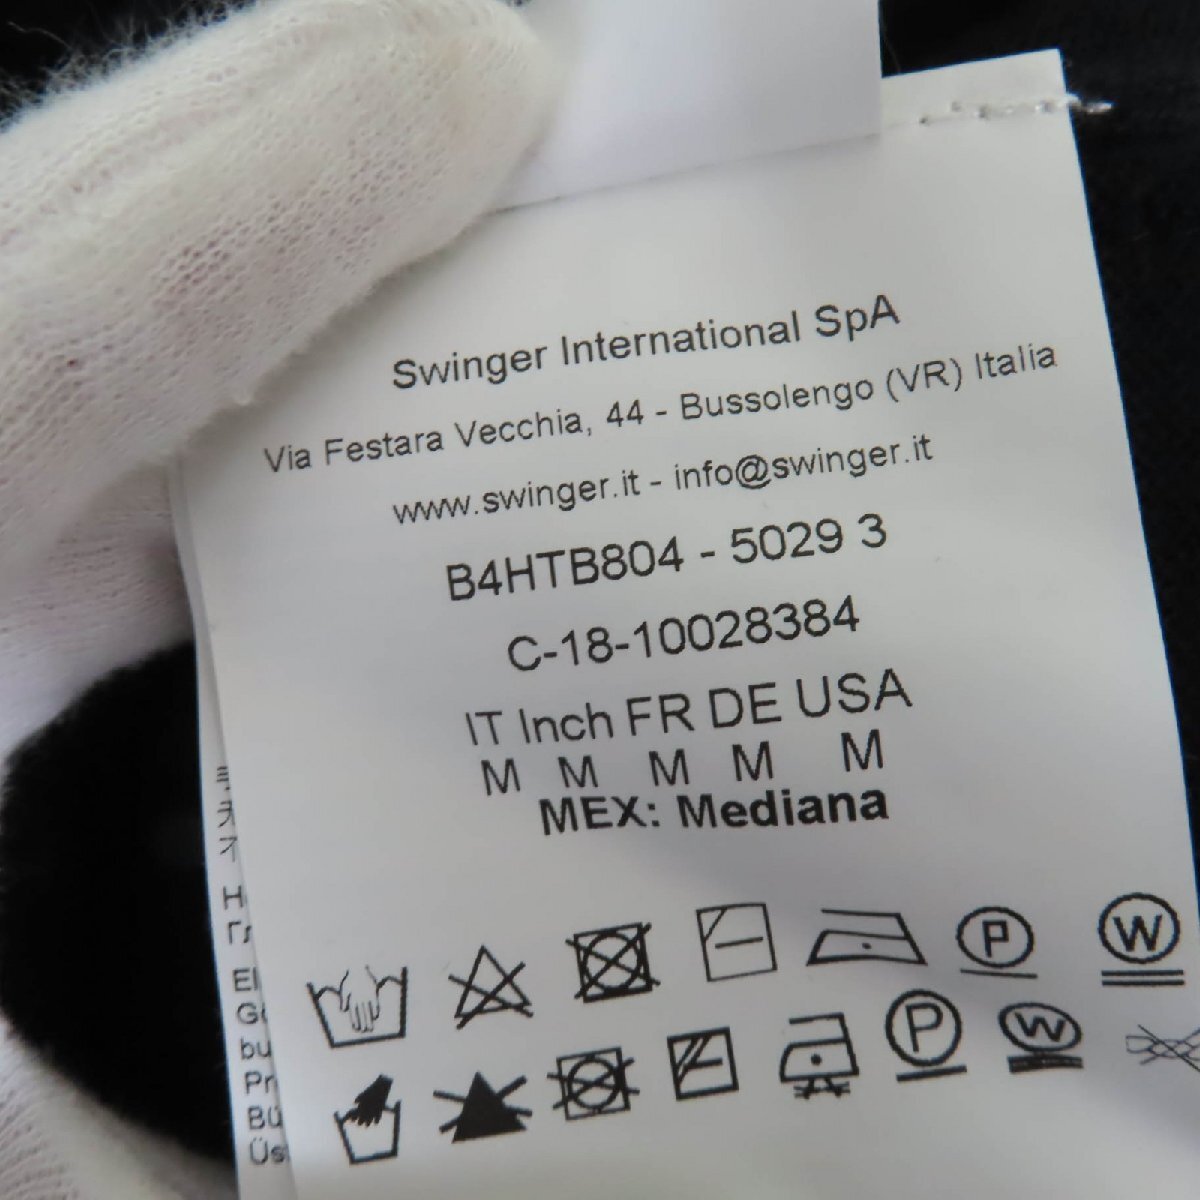 Swinger International SpA
Via Festara Vecchia, 44 - Bussolengo (VR) Italia
www.swinger.it - info@swinger.it
B4HTB804 - 5029 3
C-18-10028384
IT Inch FR DE USA
M M M M M
MEX: Mediana
P W
P W